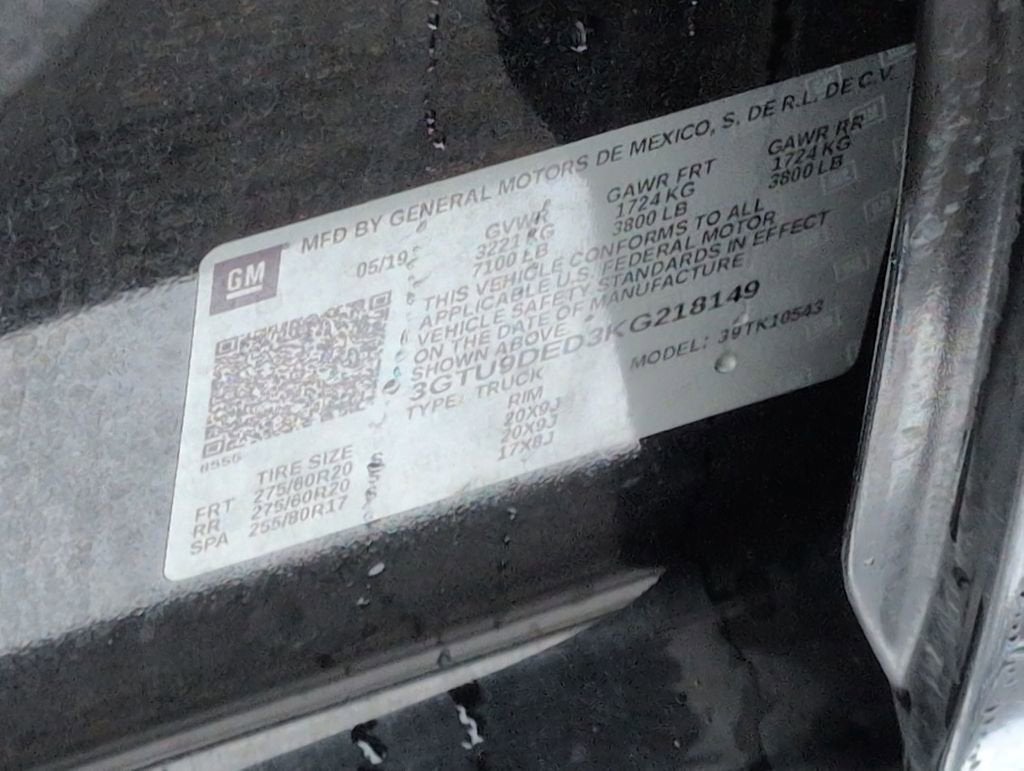 GM
MFD BY GENERAL MOTORS DE MEXICO, S. DE R.L. DE C.V.
05/19
GVWR
3221 KG
7100 LB
GAWR FRT
1724 KG
3800 LB
GAWR RR
1724 KG
3800 LB
THIS VEHICLE CONFORMS TO ALL
APPLICABLE U.S. FEDERAL MOTOR
VEHICLE SAFETY STANDARDS IN EFFECT
ON THE DATE OF MANUFACTURE
SHOWN ABOVE.
3GTU9DED3KG218149
TYPE: TRUCK
MODEL: 39TK10543
TIRE SIZE RIM
FRT 275/60R20 20X9J
RR 275/60R20 20X9J
SPA 255/80R17 17X8J